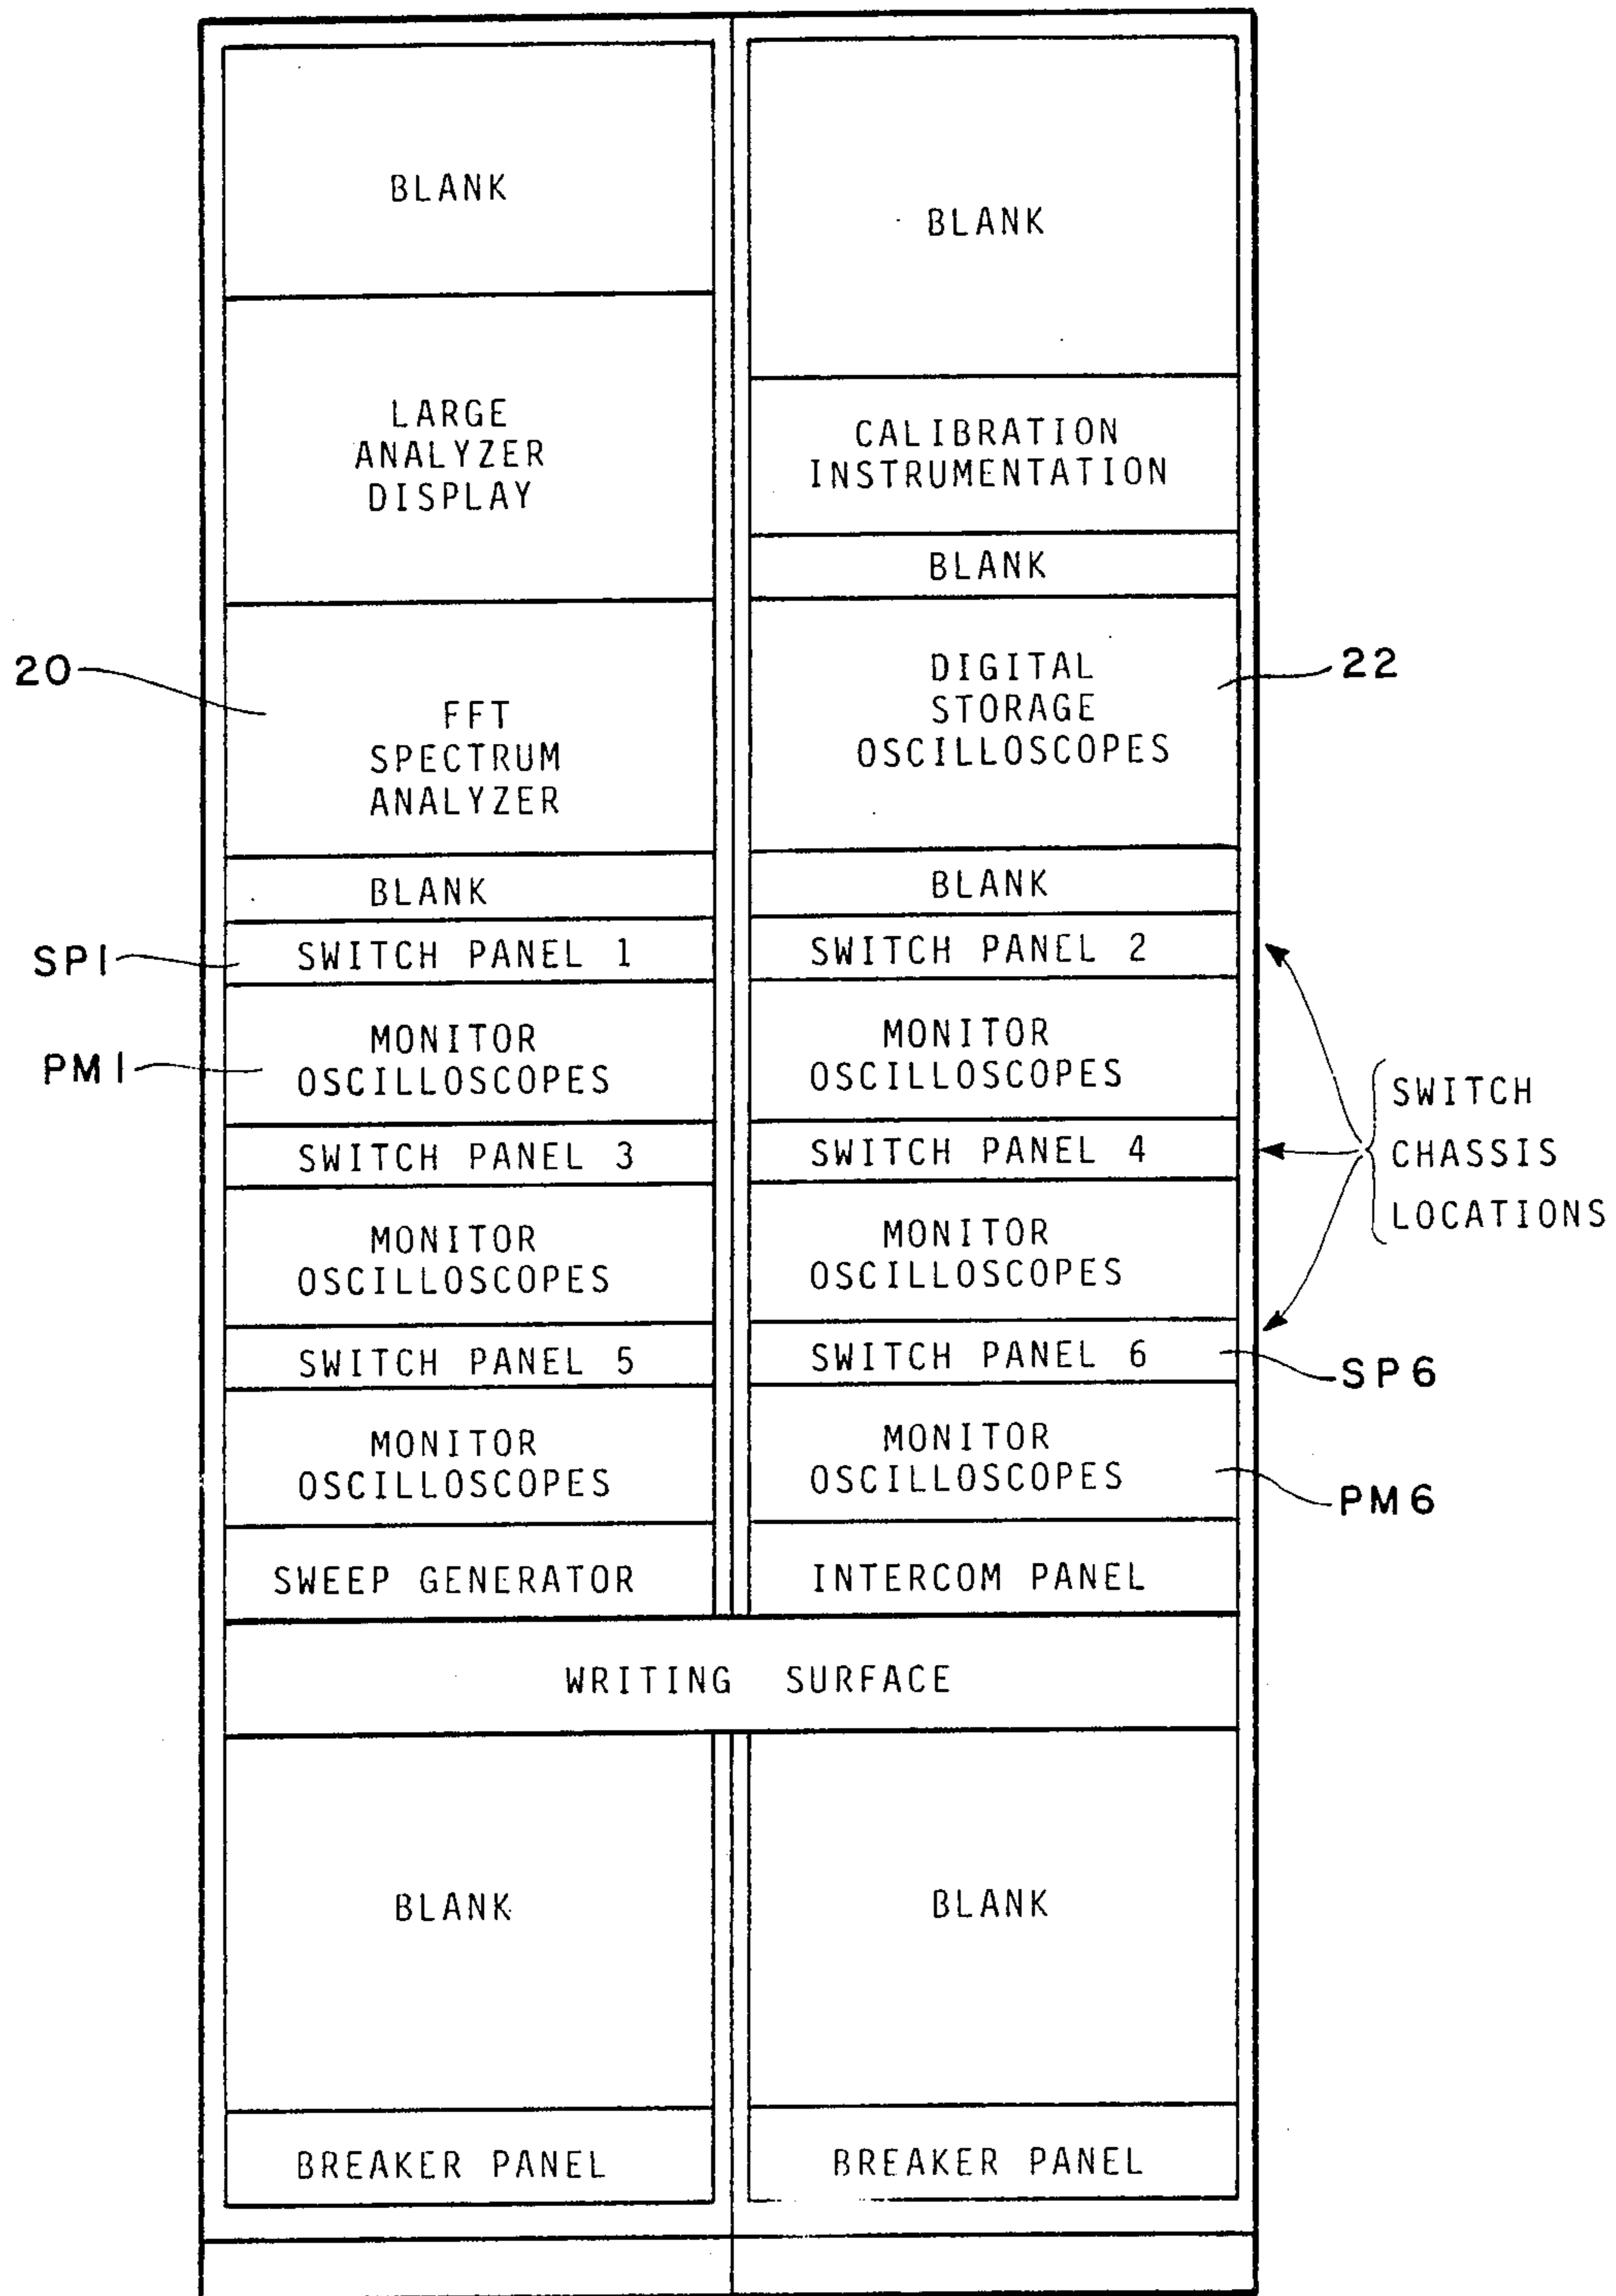 BLANK
LARGE
ANALYZER
DISPLAY
20
FFT
SPECTRUM
ANALYZER
BLANK
SP1
SWITCH PANEL 1
PM1
MONITOR
OSCILLOSCOPES
SWITCH PANEL 3
MONITOR
OSCILLOSCOPES
SWITCH PANEL 5
MONITOR
OSCILLOSCOPES
SWEEP GENERATOR
BLANK
CALIBRATION
INSTRUMENTATION
BLANK
DIGITAL
STORAGE
OSCILLOSCOPES
22
BLANK
SWITCH PANEL 2
MONITOR
OSCILLOSCOPES
SWITCH PANEL 4
MONITOR
OSCILLOSCOPES
SWITCH PANEL 6
SP6
MONITOR
OSCILLOSCOPES
PM6
INTERCOM PANEL
SWITCH
CHASSIS
LOCATIONS
WRITING SURFACE
BLANK
BLANK
BREAKER PANEL
BREAKER PANEL